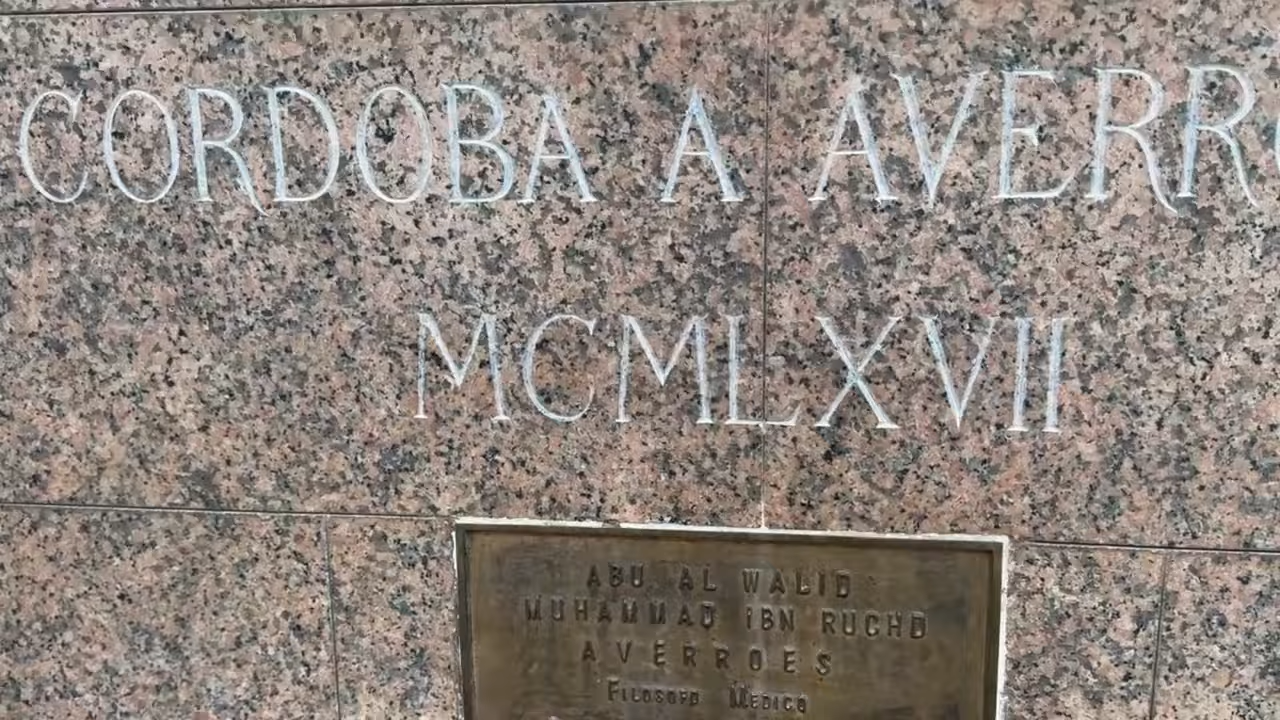 CORDOBA A AVERR
MCMLXVII
ABU AL WALID
MUHAMMAD IBN RUCHD
AVERROES
FILOSOFO MEDICO